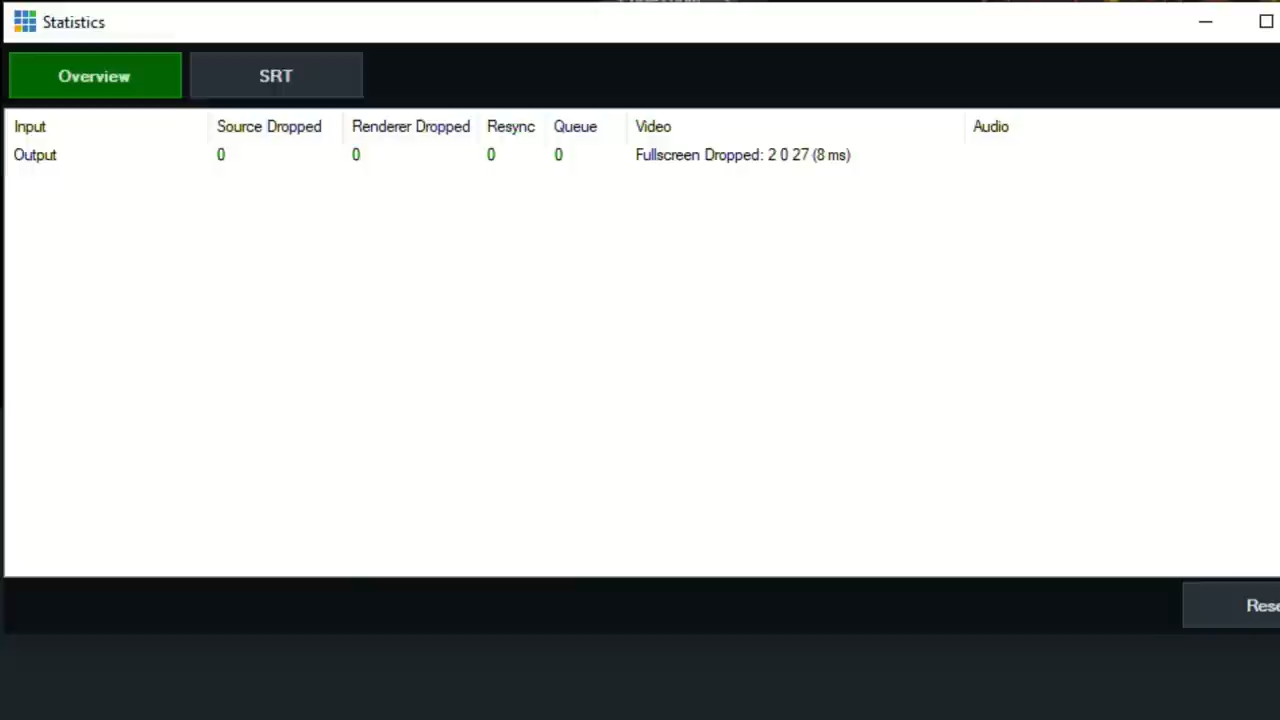 Statistics
Overview SRT
Input Source Dropped Renderer Dropped Resync Queue Video Audio
Output 0 0 0 0 Fullscreen Dropped: 2 0 27 (8 ms)